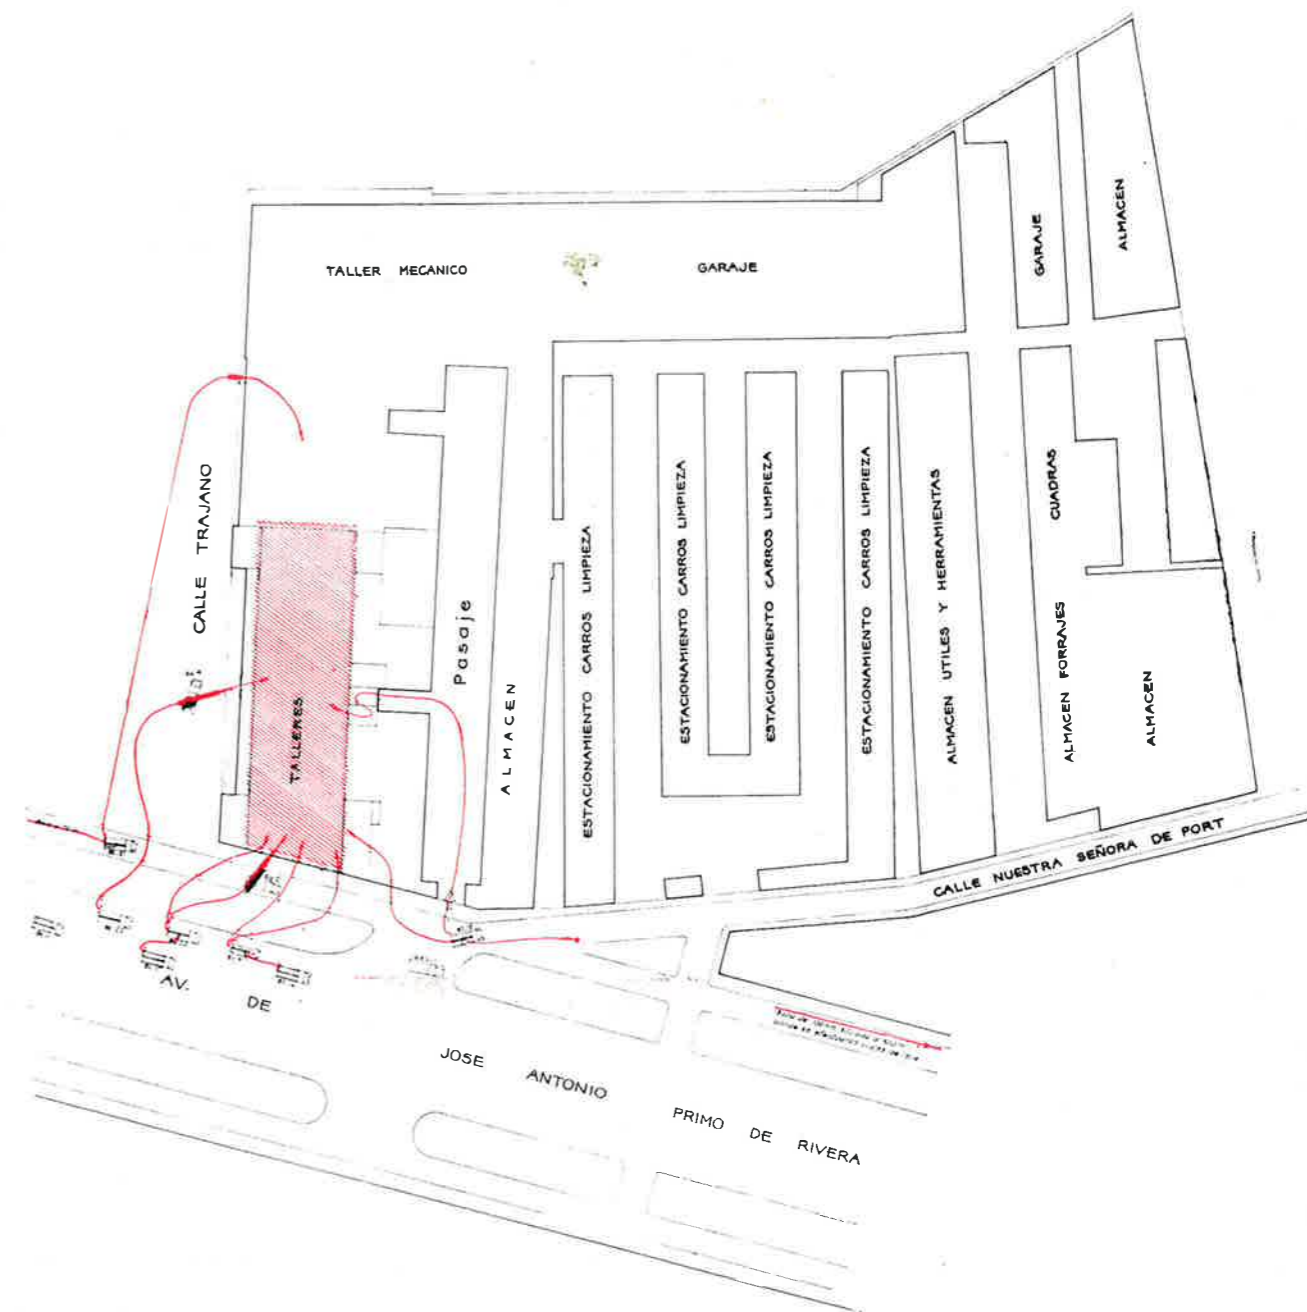 ALMACEN
GARAJE
TALLER MECANICO
GARAJE
CALLE TRAJANO
TALLERES
Pasaje
ALMACEN
ESTACIONAMIENTO CARROS LIMPIEZA
ESTACIONAMIENTO CARROS LIMPIEZA
ESTACIONAMIENTO CARROS LIMPIEZA
ESTACIONAMIENTO CARROS LIMPIEZA
ALMACEN UTILES Y HERRAMIENTAS
CUADRAS
ALMACEN FORRAJES
ALMACEN
CALLE NUESTRA SEÑORA DE PORT
AV. DE JOSE ANTONIO PRIMO DE RIVERA